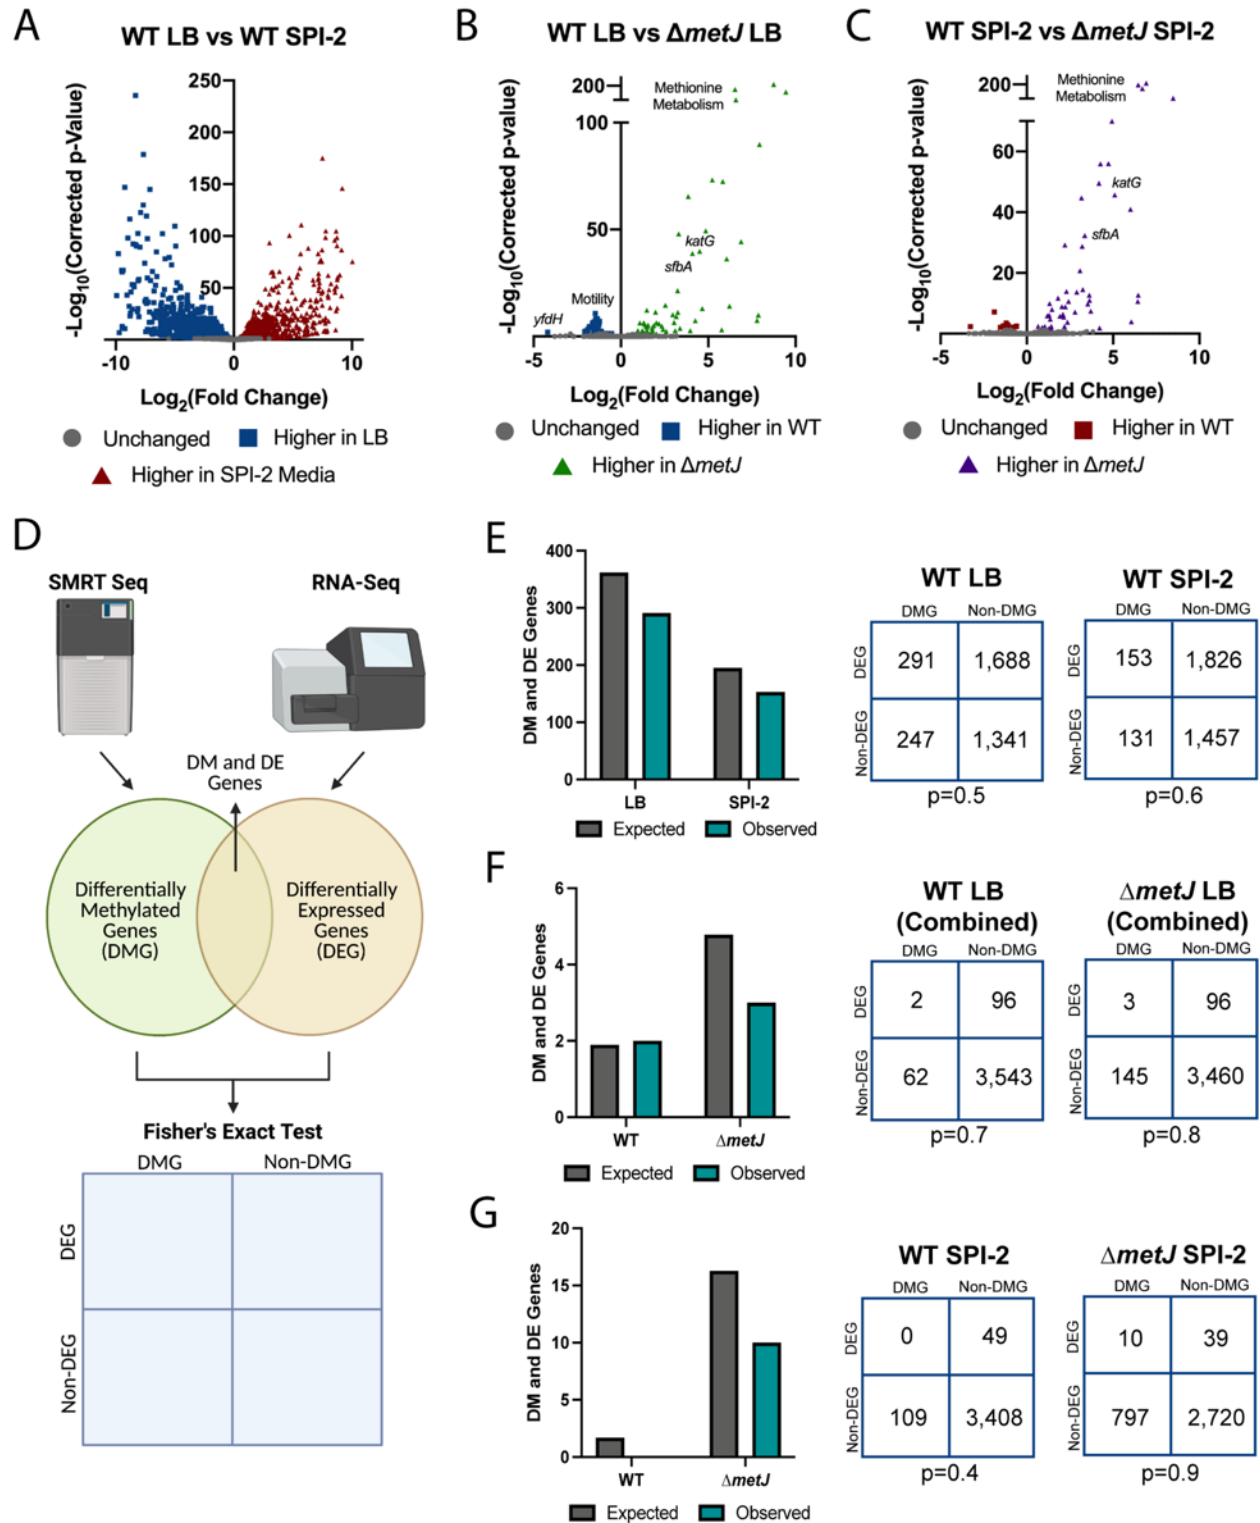 A
WT LB vs WT SPI-2
-Log10(Corrected p-Value)
250
200
150
100
50
-10
0
10
Log2(Fold Change)
Unchanged
Higher in LB
Higher in SPI-2 Media
B
WT LB vs ΔmetJ LB
-Log10(Corrected p-value)
200
100
50
Methionine
Metabolism
katG
sfbA
Motility
yfdH
-5
0
5
10
Log2(Fold Change)
Unchanged
Higher in WT
Higher in ΔmetJ
C
WT SPI-2 vs ΔmetJ SPI-2
-Log10(Corrected p-value)
200
60
40
20
0
Methionine
Metabolism
katG
sfbA
-5
0
5
10
Log2(Fold Change)
Unchanged
Higher in WT
Higher in ΔmetJ
D
SMRT Seq
RNA-Seq
DM and DE
Genes
Differentially
Methylated
Genes
(DMG)
Differentially
Expressed
Genes
(DEG)
Fisher's Exact Test
DMG
Non-DMG
DEG
Non-DEG
E
DM and DE Genes
400
300
200
100
0
LB
SPI-2
Expected
Observed
WT LB
DMG
Non-DMG
DEG
291
1,688
Non-DEG
247
1,341
p=0.5
WT SPI-2
DMG
Non-DMG
DEG
153
1,826
Non-DEG
131
1,457
p=0.6
F
DM and DE Genes
6
4
2
0
WT
ΔmetJ
Expected
Observed
WT LB
(Combined)
DMG
Non-DMG
DEG
2
96
Non-DEG
62
3,543
p=0.7
ΔmetJ LB
(Combined)
DMG
Non-DMG
DEG
3
96
Non-DEG
145
3,460
p=0.8
G
DM and DE Genes
20
15
10
5
0
WT
ΔmetJ
Expected
Observed
WT SPI-2
DMG
Non-DMG
DEG
0
49
Non-DEG
109
3,408
p=0.4
ΔmetJ SPI-2
DMG
Non-DMG
DEG
10
39
Non-DEG
797
2,720
p=0.9